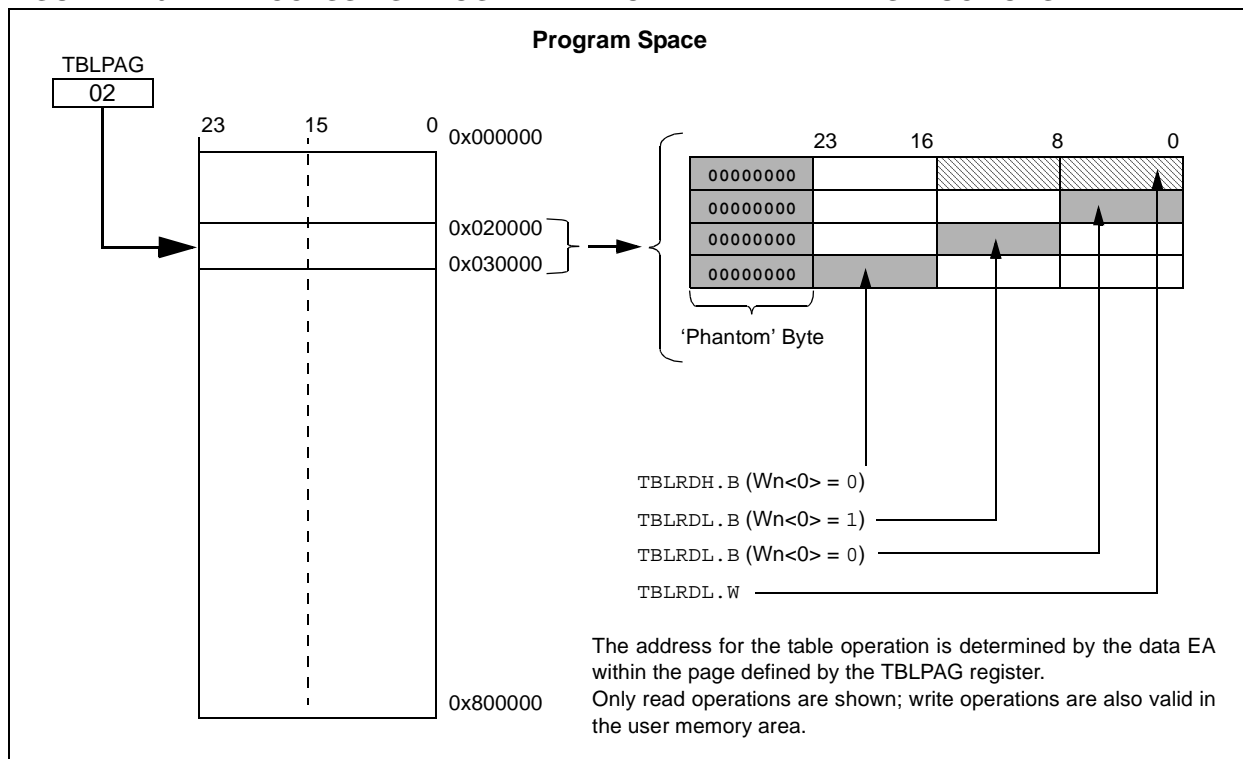 Program Space
TBLPAG
02
23 15 0
0x000000
0x020000
0x030000
0x800000
23 16 8 0
00000000
00000000
00000000
00000000
‘Phantom’ Byte
TBLRDH.B (Wn<0> = 0)
TBLRDL.B (Wn<0> = 1)
TBLRDL.B (Wn<0> = 0)
TBLRDL.W
The address for the table operation is determined by the data EA
within the page defined by the TBLPAG register.
Only read operations are shown; write operations are also valid in
the user memory area.